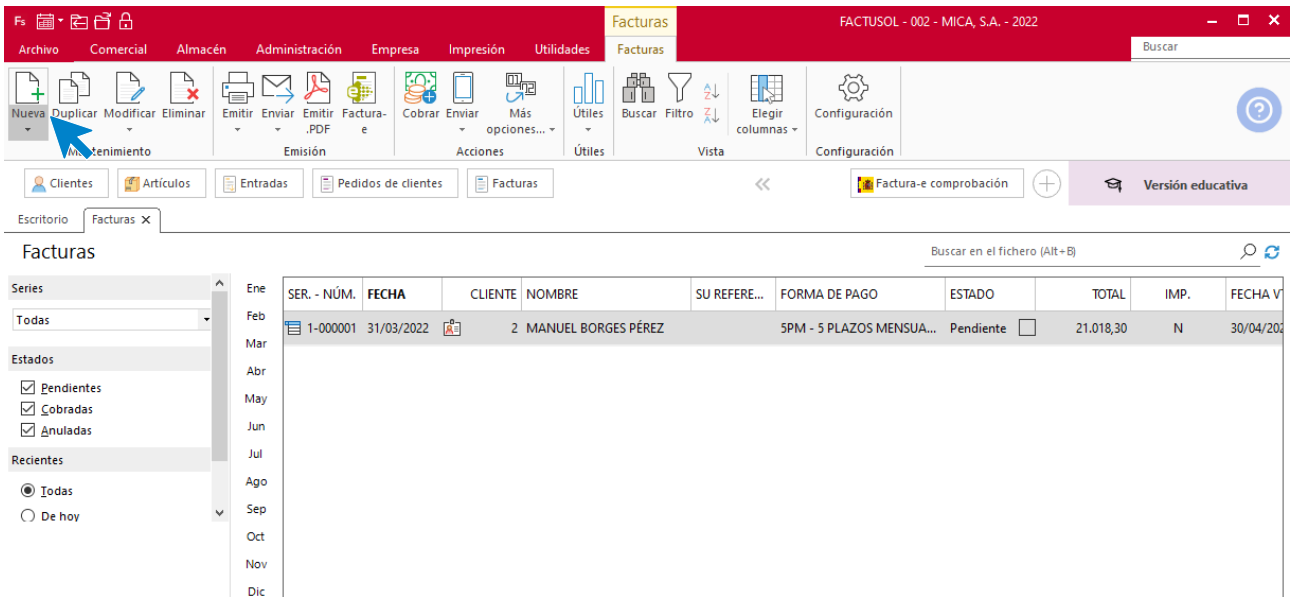 Fs
Facturas
FACTUSOL - 002 - MICA, S.A. - 2022
Archivo Comercial Almacén Administración Empresa Impresión Utilidades Facturas Buscar
Nueva Duplicar Modificar Eliminar Emitir Enviar Emitir .PDF Factura-e Cobrar Enviar Más opciones... Útiles Buscar Filtro Elegir columnas Configuración
Mantenimiento Emisión Acciones Útiles Vista Configuración
Clientes Artículos Entradas Pedidos de clientes Facturas Factura-e comprobación Versión educativa
Escritorio Facturas
Facturas Buscar en el fichero (Alt+B)
Series
Todas
Estados
Pendientes
Cobradas
Anuladas
Recientes
Todas
De hoy
Ene
Feb
Mar
Abr
May
Jun
Jul
Ago
Sep
Oct
Nov
Dic
SER. - NÚM. FECHA CLIENTE NOMBRE SU REFERE... FORMA DE PAGO ESTADO TOTAL IMP. FECHA V
1-000001 31/03/2022 2 MANUEL BORGES PÉREZ 5PM - 5 PLAZOS MENSUA... Pendiente 21.018,30 N 30/04/202